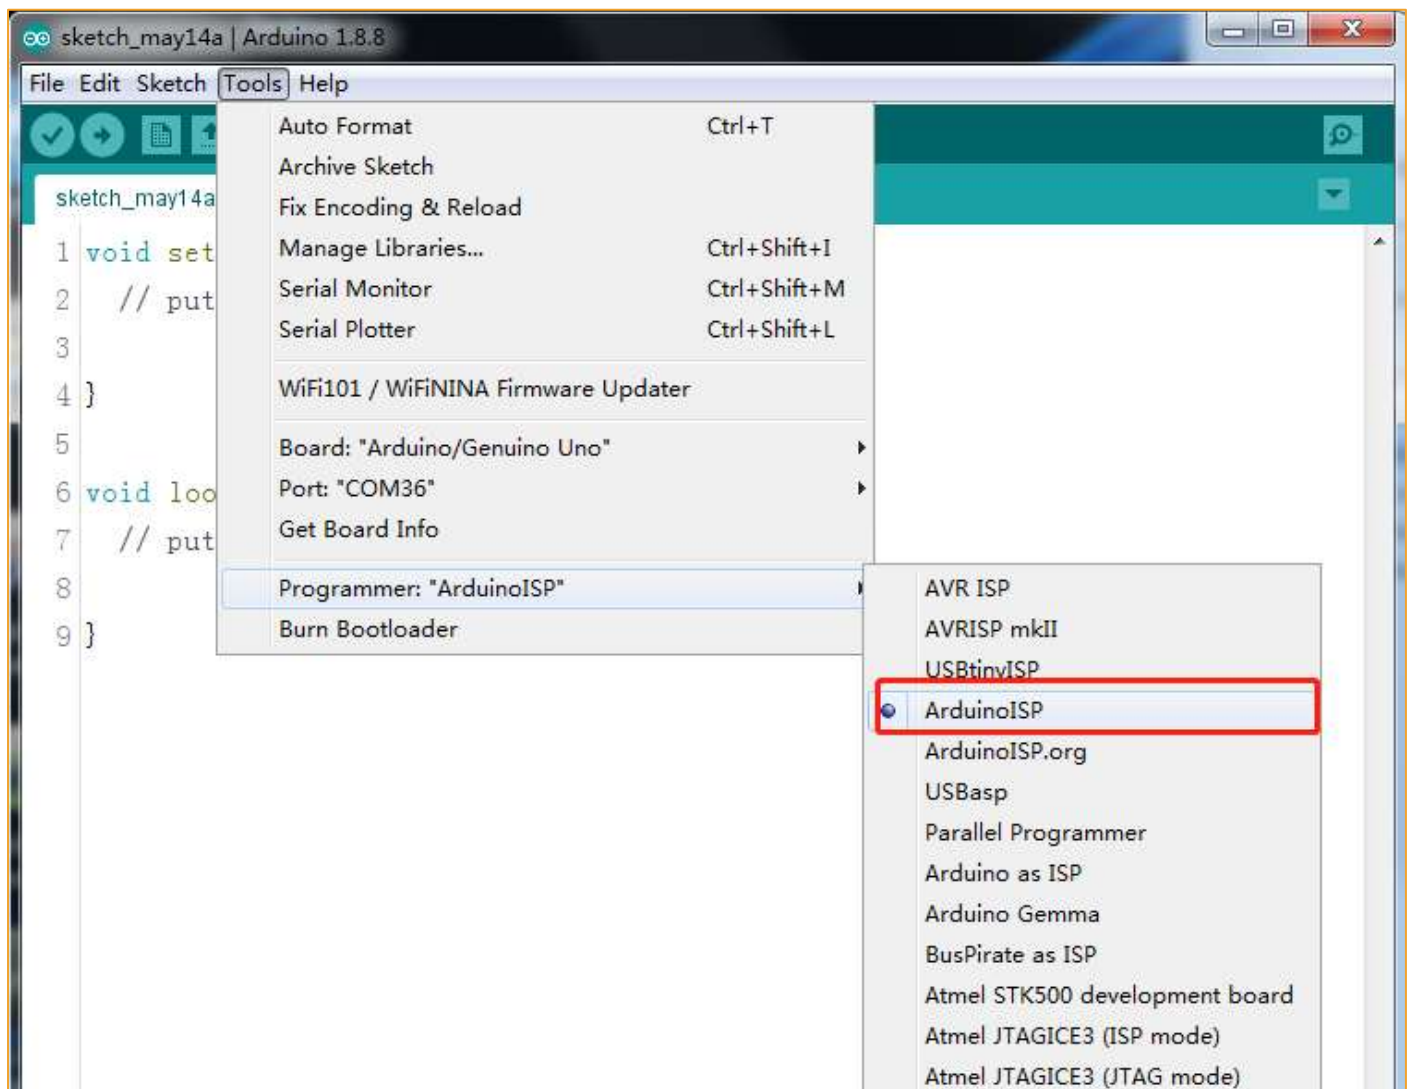 sketch_may14a | Arduino 1.8.8
File Edit Sketch Tools Help
Auto Format Ctrl+T
Archive Sketch
sketch_may14a
Fix Encoding & Reload
1 void set
Manage Libraries... Ctrl+Shift+I
2 // put
Serial Monitor Ctrl+Shift+M
3
Serial Plotter Ctrl+Shift+L
4 }
WiFi101 / WiFiNINA Firmware Updater
5
Board: "Arduino/Genuino Uno"
6 void loo
Port: "COM36"
7 // put
Get Board Info
8
Programmer: "ArduinoISP"
9 }
Burn Bootloader
AVR ISP
AVRISP mkII
USBtinyISP
ArduinoISP
ArduinoISP.org
USBasp
Parallel Programmer
Arduino as ISP
Arduino Gemma
BusPirate as ISP
Atmel STK500 development board
Atmel JTAGICE3 (ISP mode)
Atmel JTAGICE3 (JTAG mode)